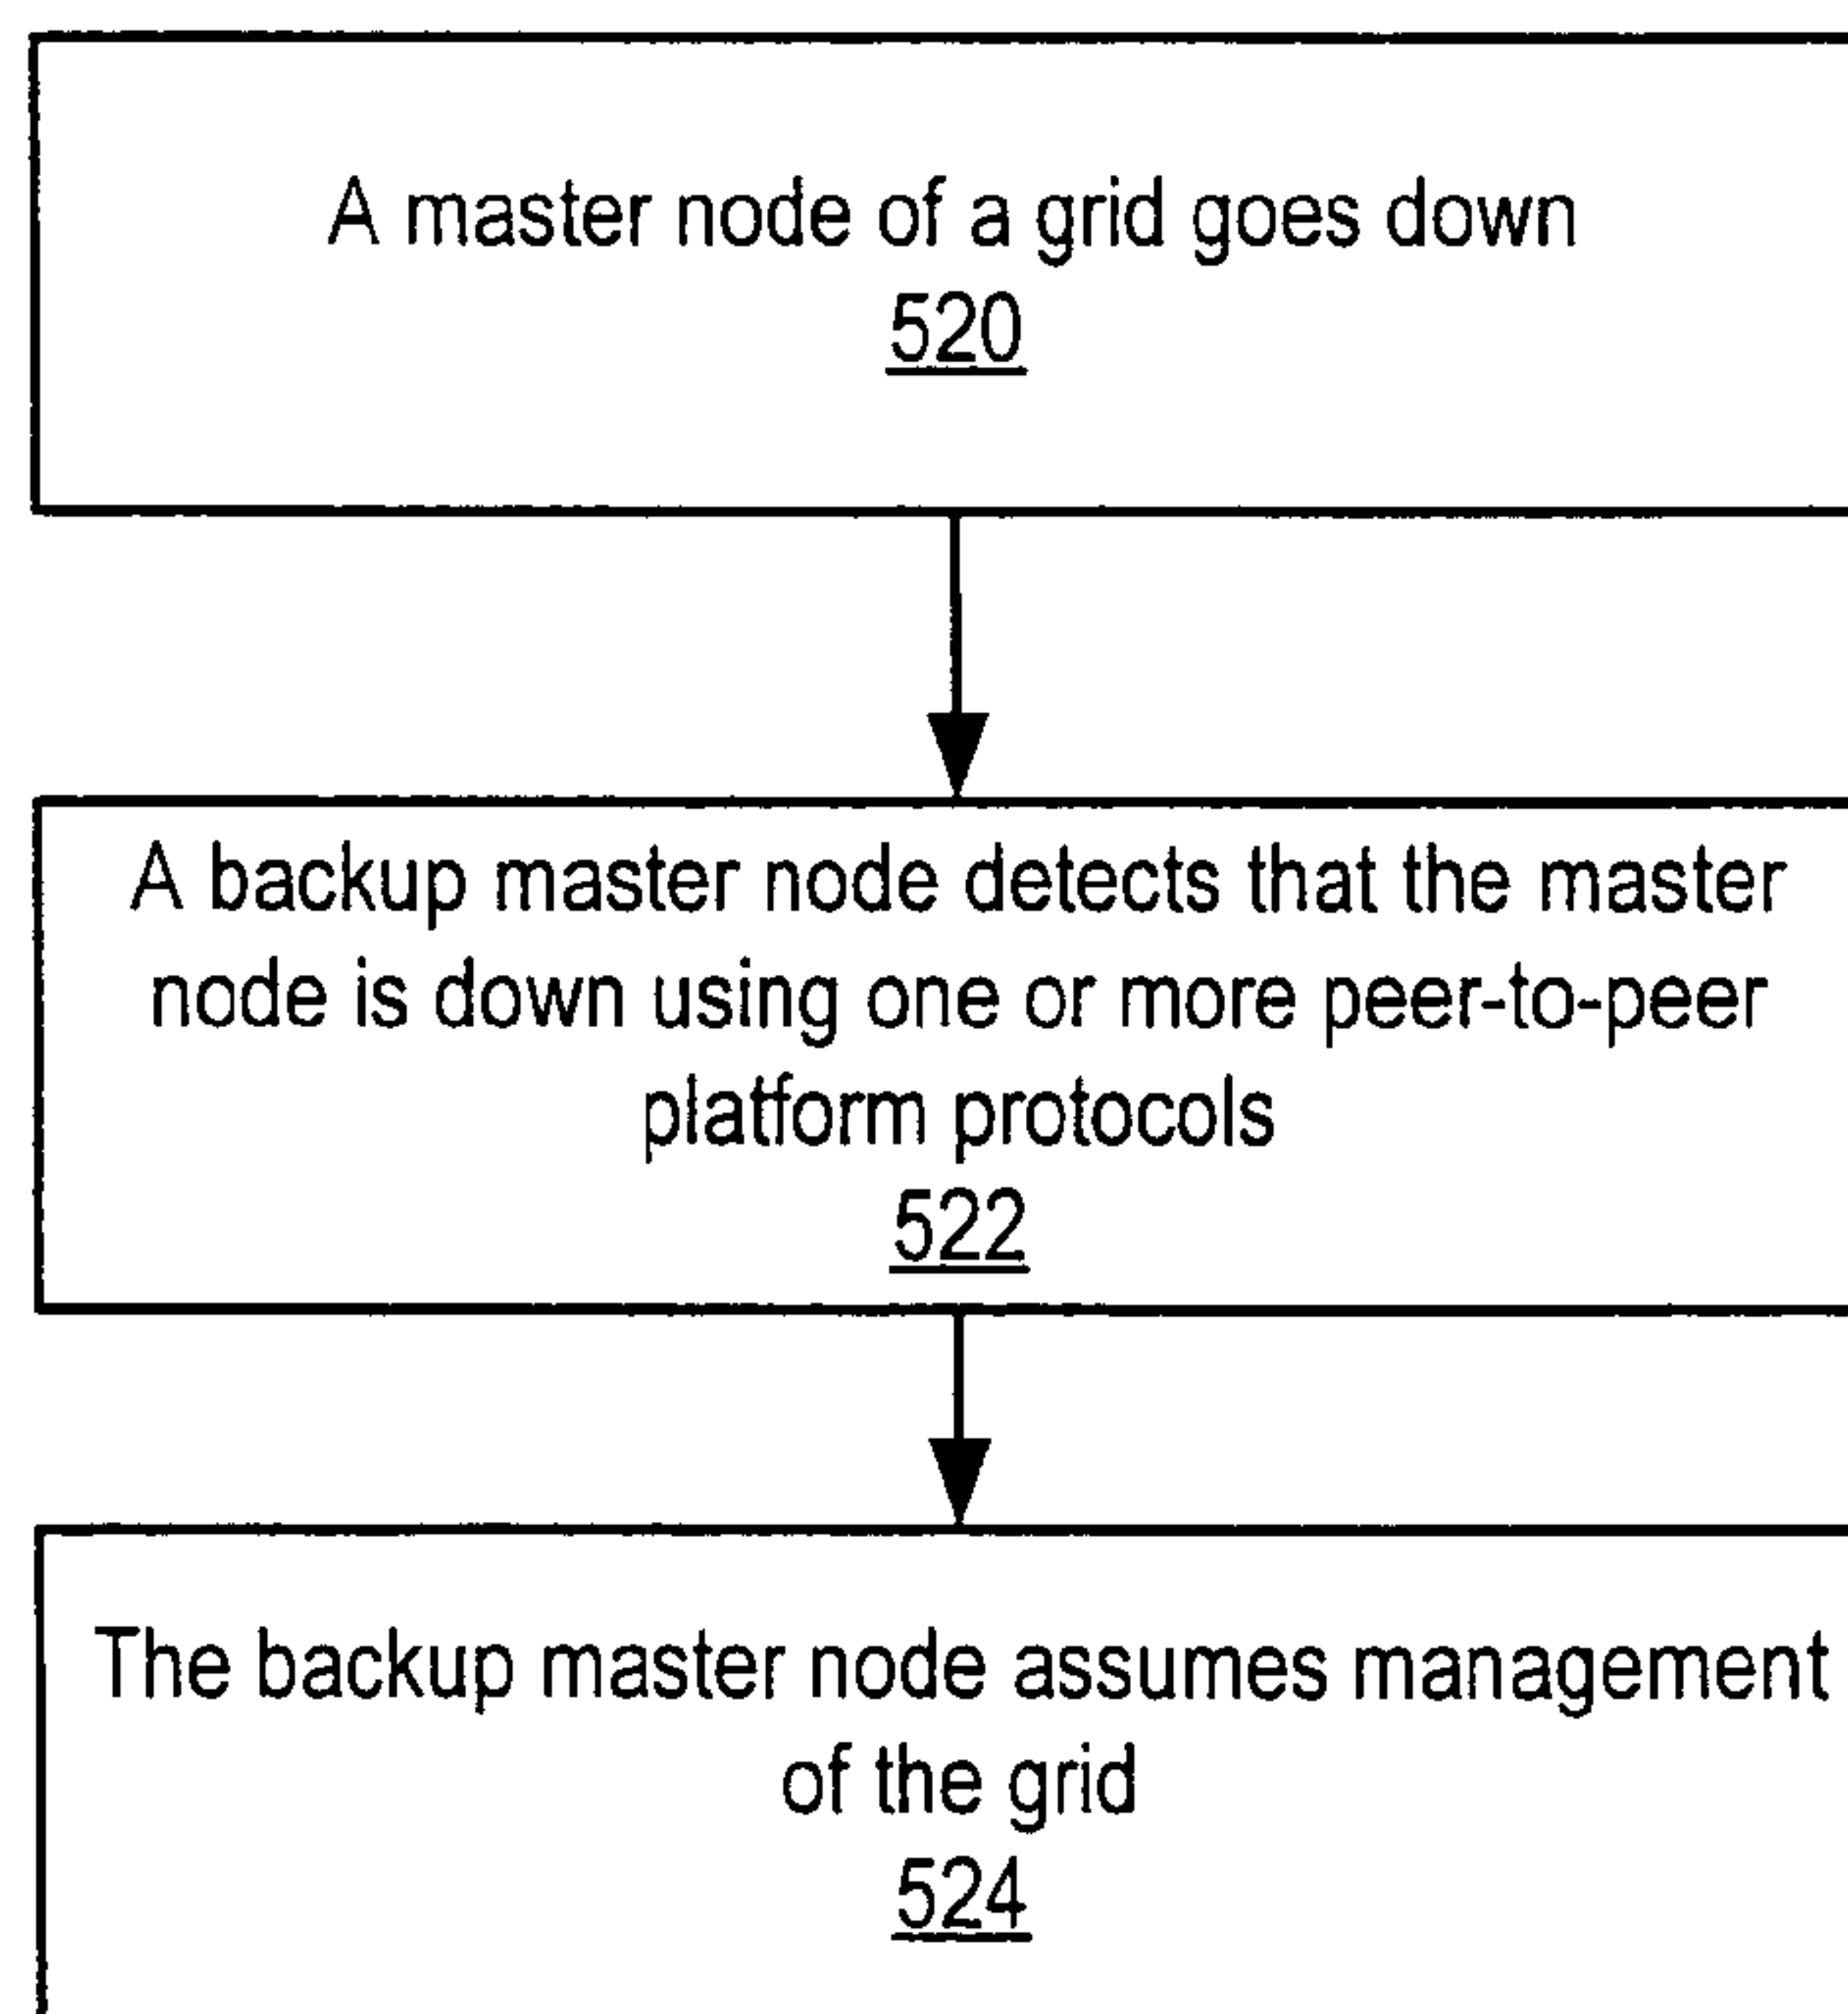 A master node of a grid goes down
520
A backup master node detects that the master
node is down using one or more peer-to-peer
platform protocols
522
The backup master node assumes management
of the grid
524